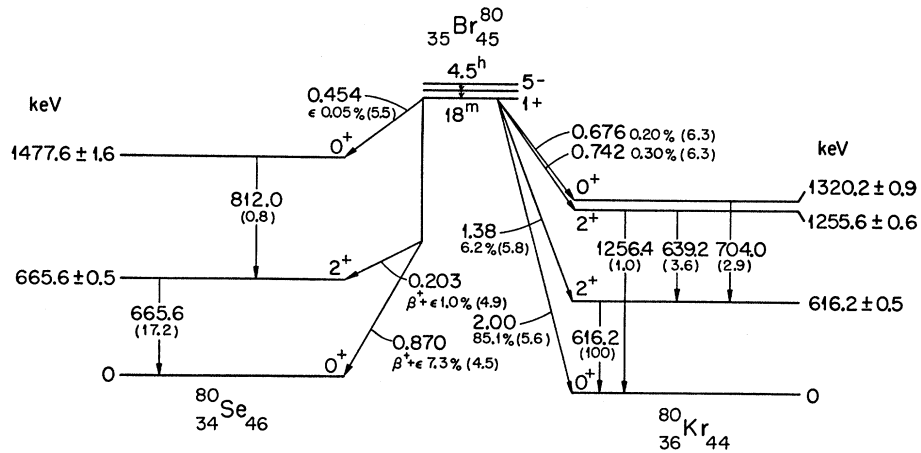 35Br45 80
4.5h
5-
18m
1+
0.454
ϵ 0.05% (5.5)
keV
1477.6 ± 1.6
0+
812.0
(0.8)
665.6 ± 0.5
2+
0.203
β+ + ϵ 1.0% (4.9)
665.6
(17.2)
0.870
β+ + ϵ 7.3% (4.5)
0
0+
80
34Se46
0.676 0.20% (6.3)
0.742 0.30% (6.3)
keV
0+
1320.2 ± 0.9
2+
1255.6 ± 0.6
1.38
6.2% (5.8)
1256.4
(1.0)
639.2
(3.6)
704.0
(2.9)
2+
616.2 ± 0.5
2.00
85.1% (5.6)
616.2
(100)
0+
0
80
36Kr44